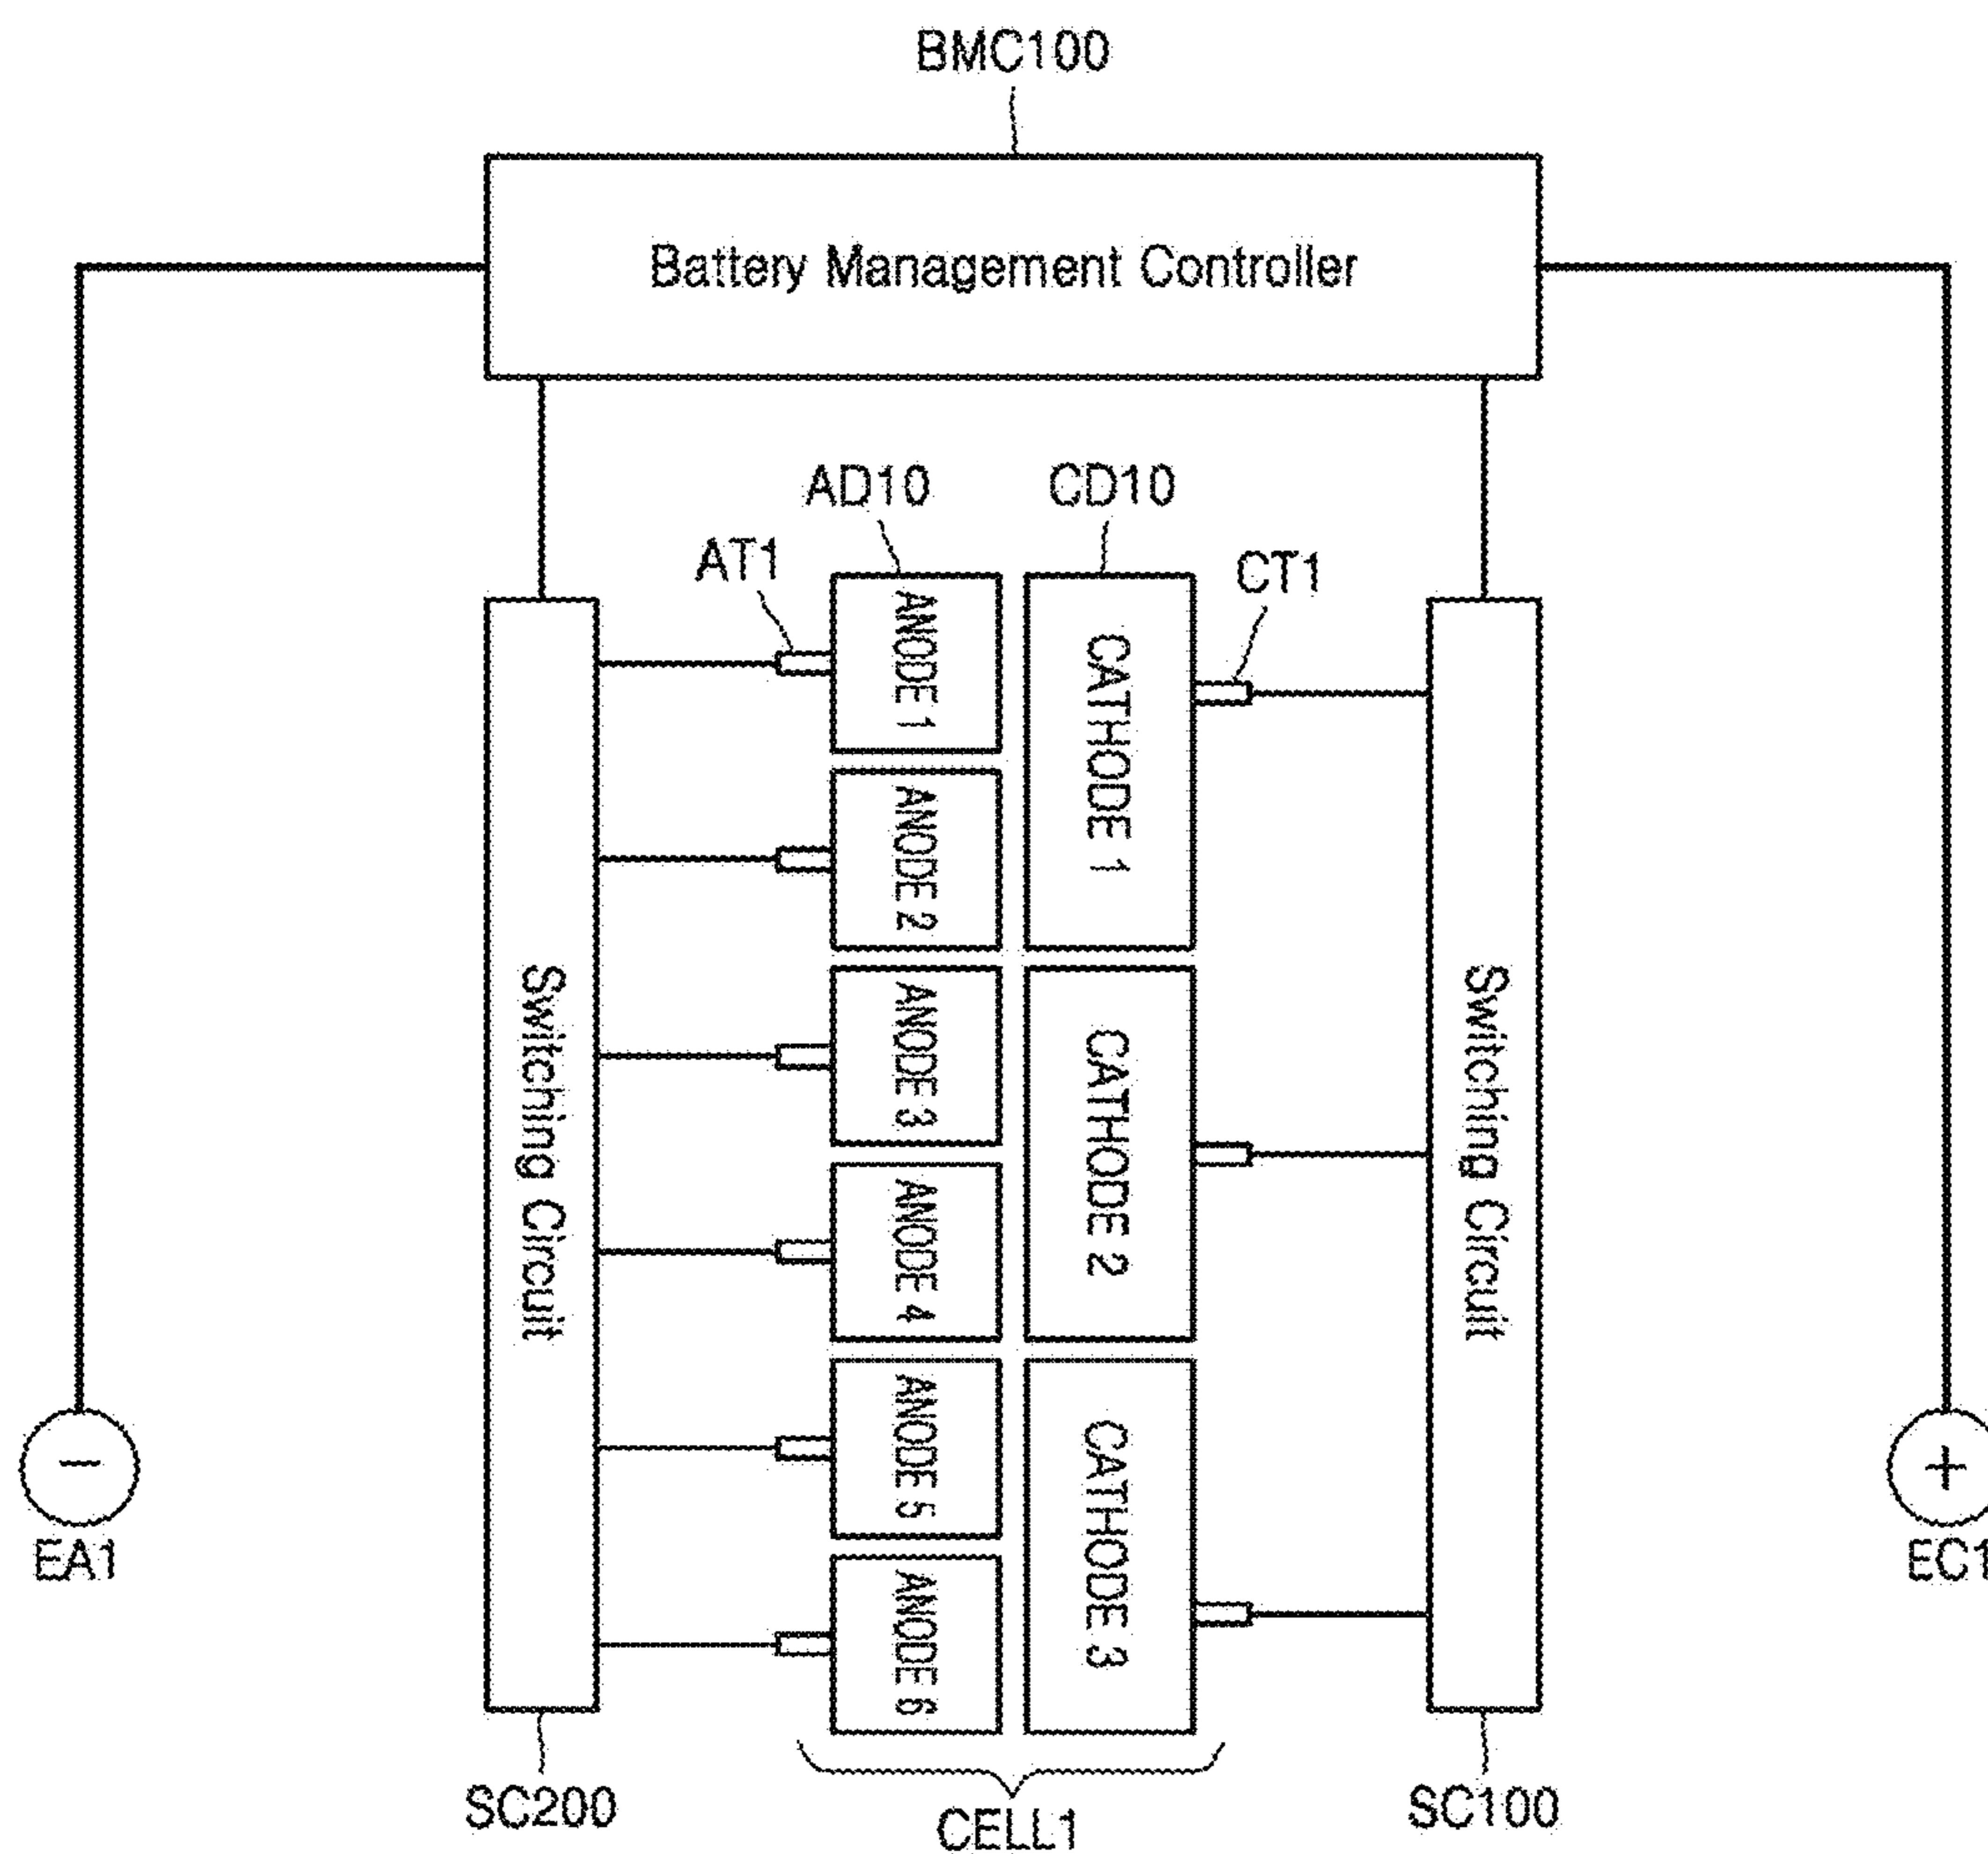 BMC100
Battery Management Controller
AD10
CD10
AT1
CT1
ANODE 1
ANODE 2
ANODE 3
ANODE 4
ANODE 5
ANODE 6
CATHODE 1
CATHODE 2
CATHODE 3
Switching Circuit
Switching Circuit
−
EA1
+
EC1
SC200
CELL1
SC100